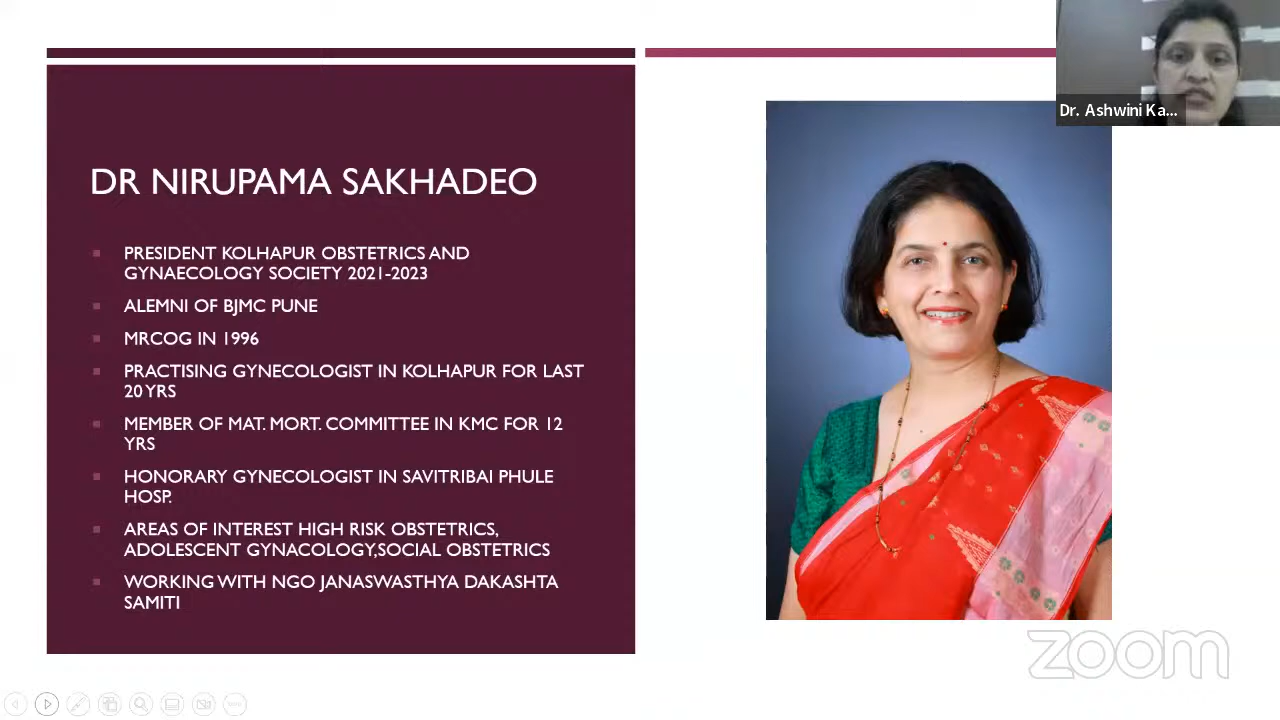 Dr. Ashwini Ka...
DR NIRUPAMA SAKHADEO
PRESIDENT KOLHAPUR OBSTETRICS AND
GYNAECOLOGY SOCIETY 2021-2023
ALEMNI OF BJMC PUNE
MRCOG IN 1996
PRACTISING GYNECOLOGIST IN KOLHAPUR FOR LAST
20 YRS
MEMBER OF MAT. MORT. COMMITTEE IN KMC FOR 12
YRS
HONORARY GYNECOLOGIST IN SAVITRIBAI PHULE
HOSP.
AREAS OF INTEREST HIGH RISK OBSTETRICS,
ADOLESCENT GYNACOLOGY,SOCIAL OBSTETRICS
WORKING WITH NGO JANASWASTHYA DAKASHTA
SAMITI
zoom